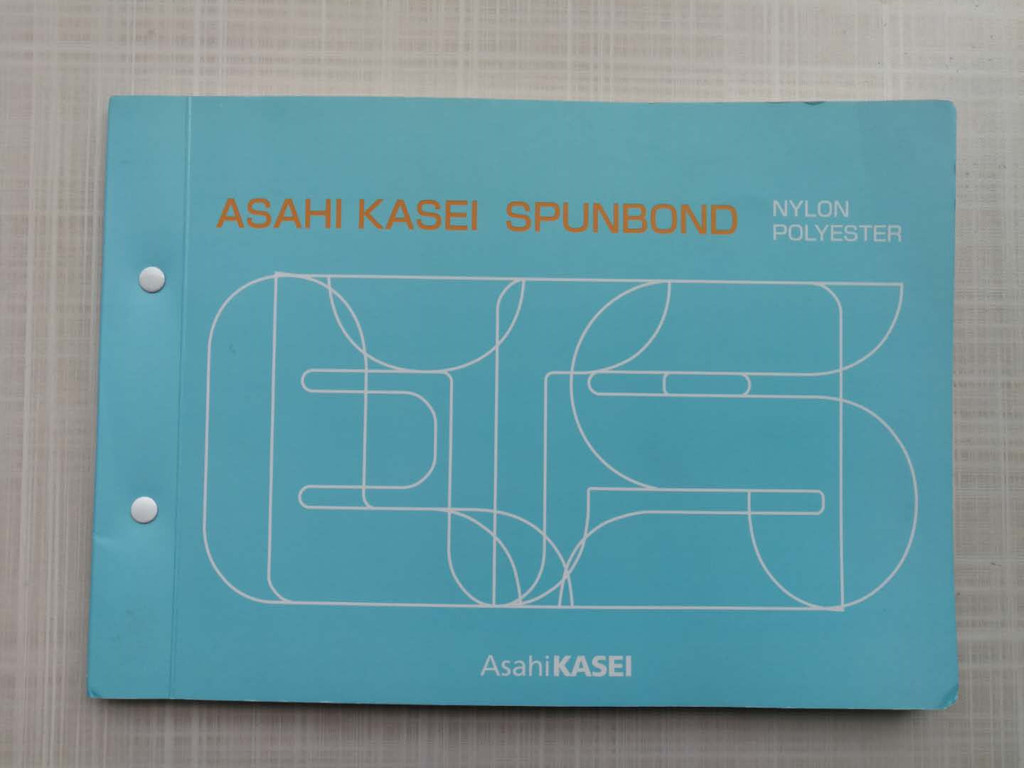 ASAHI KASEI SPUNBOND
NYLON
POLYESTER
AsahiKASEI